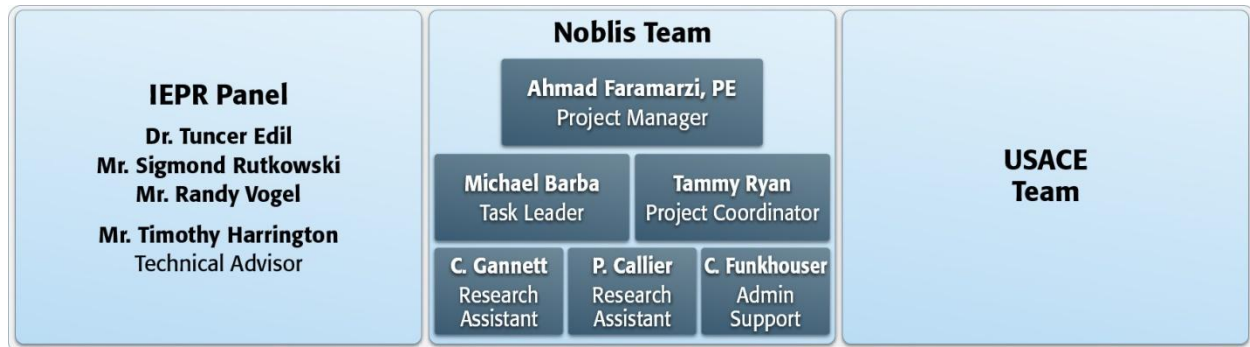 IEPR Panel
Dr. Tuncer Edil
Mr. Sigmond Rutkowski
Mr. Randy Vogel
Mr. Timothy Harrington
Technical Advisor
Noblis Team
Ahmad Faramarzi, PE
Project Manager
Michael Barba
Task Leader
Tammy Ryan
Project Coordinator
C. Gannett
Research
Assistant
P. Callier
Research
Assistant
C. Funkhouser
Admin
Support
USACE
Team